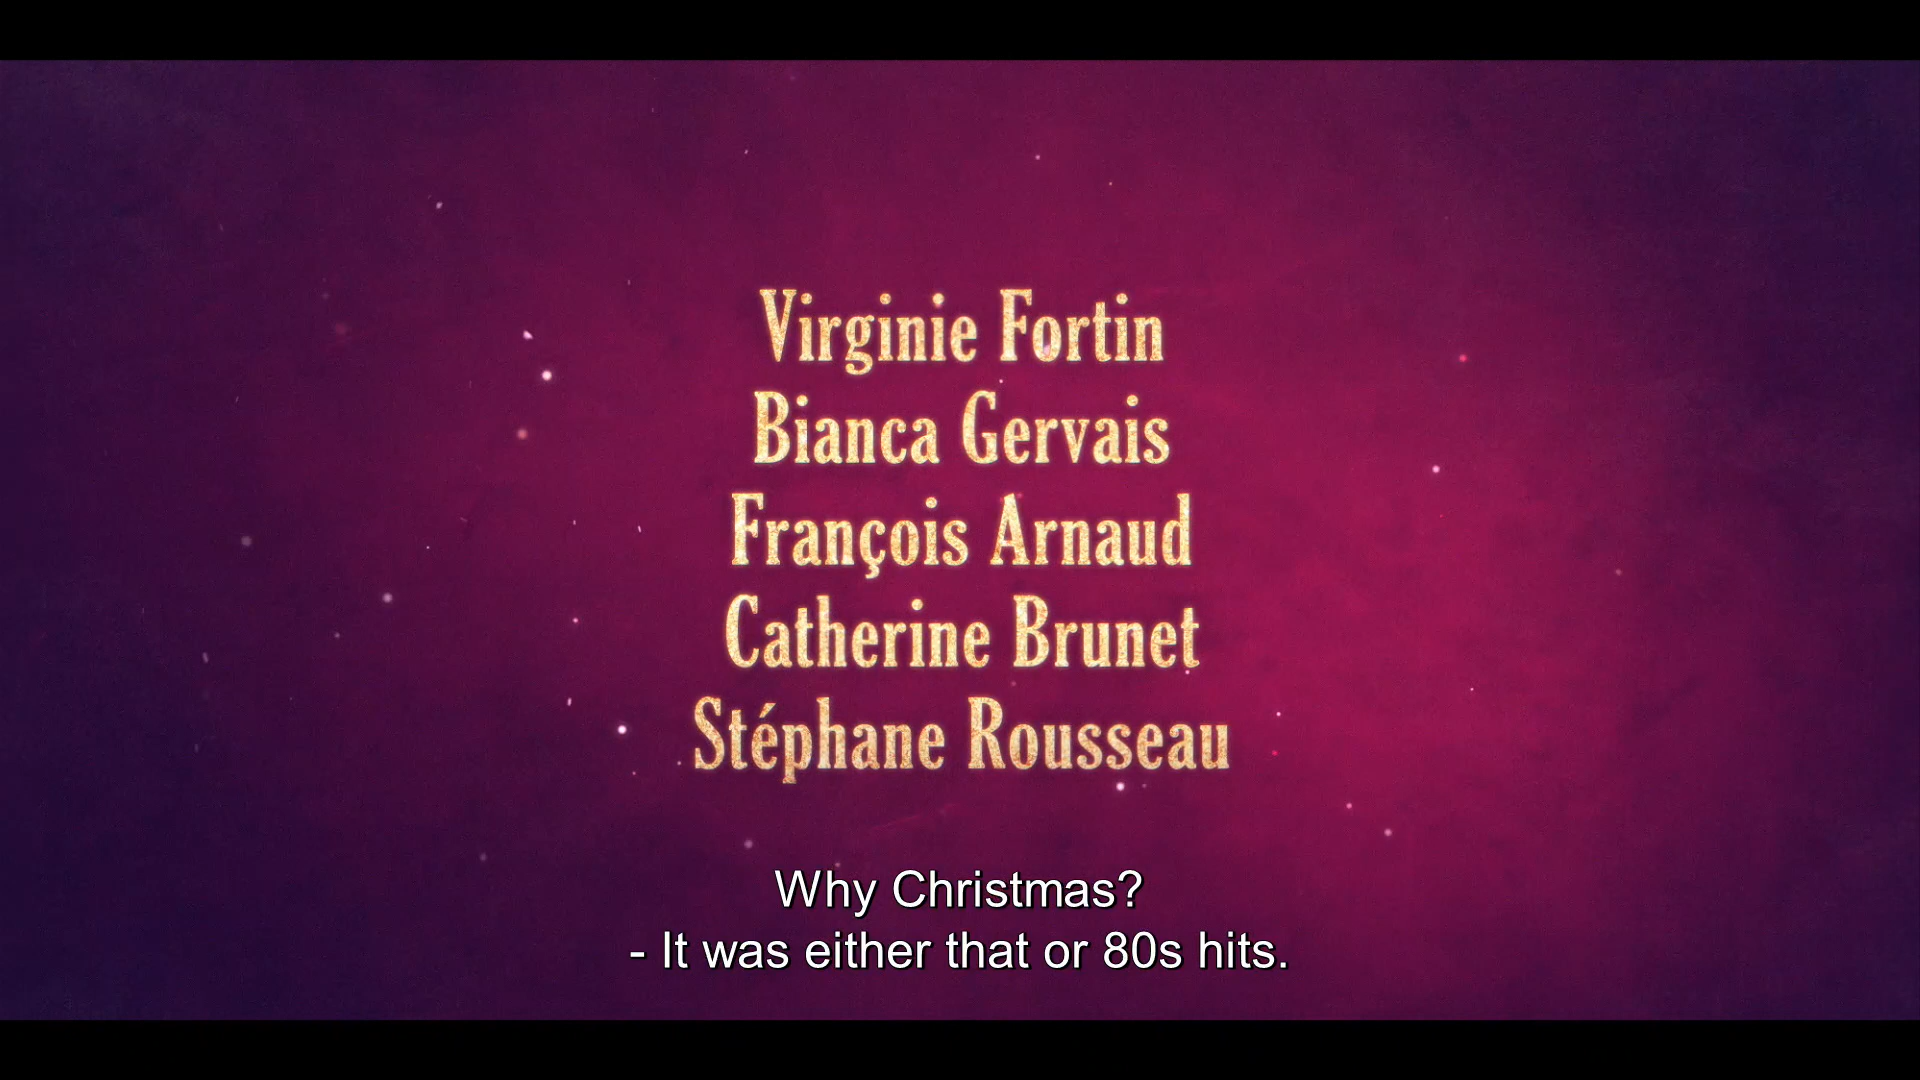 Virginie Fortin
Bianca Gervais
François Arnaud
Catherine Brunet
Stéphane Rousseau
Why Christmas?
- It was either that or 80s hits.